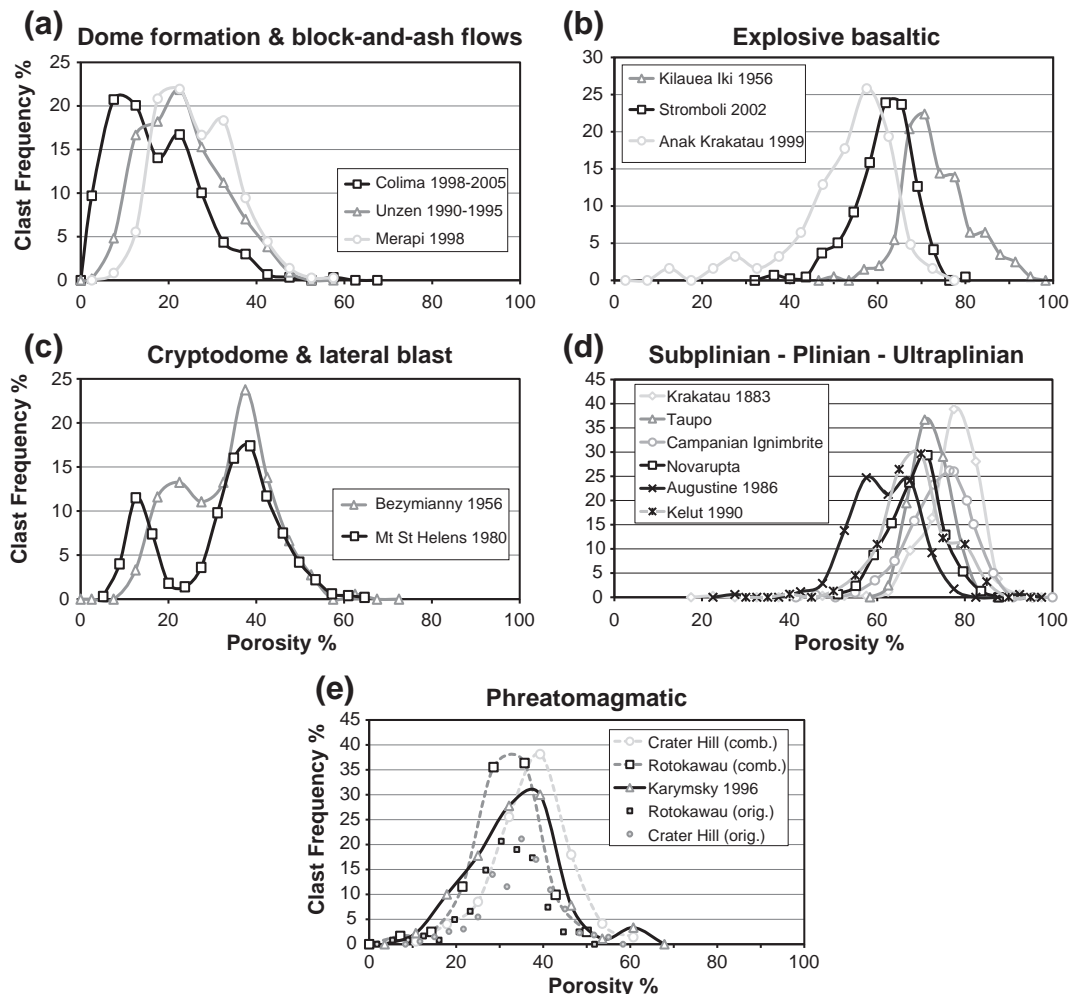 (a) Dome formation & block-and-ash flows
Clast Frequency %
25
20
15
10
5
0
0 20 40 60 80 100
Colima 1998-2005
Unzen 1990-1995
Merapi 1998
(b) Explosive basaltic
30
25
20
15
10
5
0
0 20 40 60 80 100
Kilauea Iki 1956
Stromboli 2002
Anak Krakatau 1999
(c) Cryptodome & lateral blast
Clast Frequency %
25
20
15
10
5
0
0 20 40 60 80 100
Porosity %
Bezymianny 1956
Mt St Helens 1980
(d) Subplinian - Plinian - Ultraplinian
45
40
35
30
25
20
15
10
5
0
0 20 40 60 80 100
Porosity %
Krakatau 1883
Taupo
Campanian Ignimbrite
Novarupta
Augustine 1986
Kelut 1990
(e) Phreatomagmatic
Clast Frequency %
45
40
35
30
25
20
15
10
5
0
0 20 40 60 80 100
Porosity %
Crater Hill (comb.)
Rotokawau (comb.)
Karymsky 1996
Rotokawau (orig.)
Crater Hill (orig.)